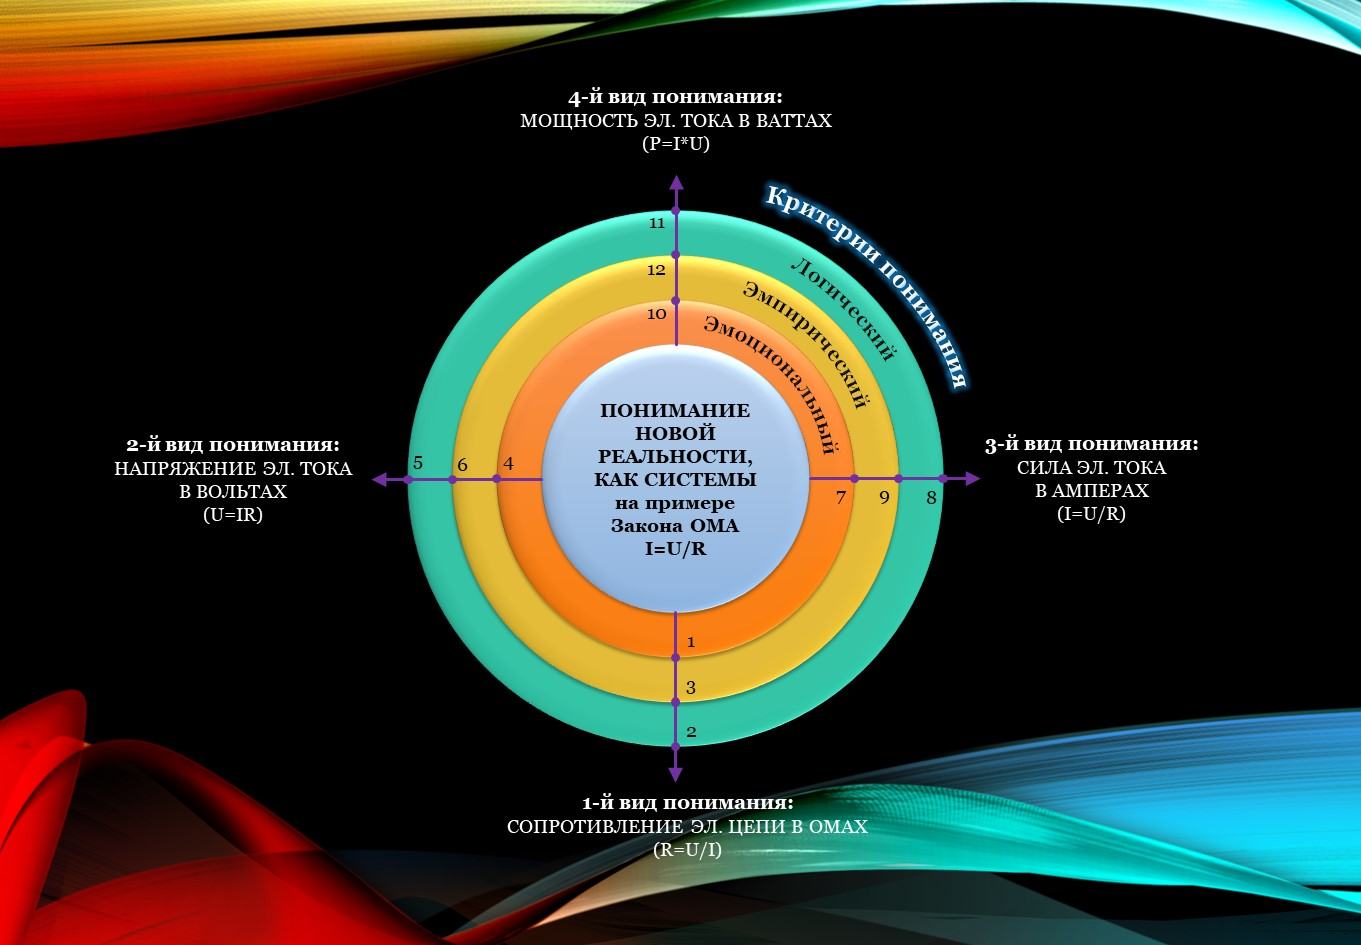 4-й вид понимания:
МОЩНОСТЬ ЭЛ. ТОКА В ВАТТАХ
(P=I*U)
Критерии понимания
Логический
Эмпирический
Эмоциональный
11
12
10
2-й вид понимания:
НАПРЯЖЕНИЕ ЭЛ. ТОКА
В ВОЛЬТАХ
(U=IR)
5
6
4
ПОНИМАНИЕ
НОВОЙ
РЕАЛЬНОСТИ,
КАК СИСТЕМЫ
на примере
Закона ОМА
I=U/R
7
9
8
3-й вид понимания:
СИЛА ЭЛ. ТОКА
В АМПЕРАХ
(I=U/R)
1
3
2
1-й вид понимания:
СОПРОТИВЛЕНИЕ ЭЛ. ЦЕПИ В ОМАХ
(R=U/I)